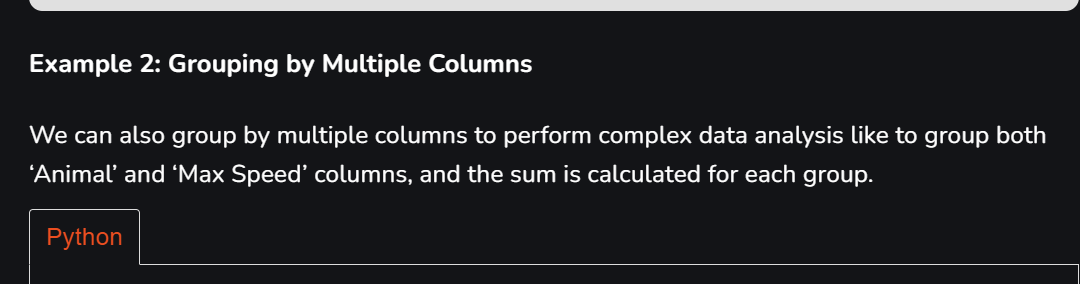 Example 2: Grouping by Multiple Columns
We can also group by multiple columns to perform complex data analysis like to group both
‘Animal’ and ‘Max Speed’ columns, and the sum is calculated for each group.
Python